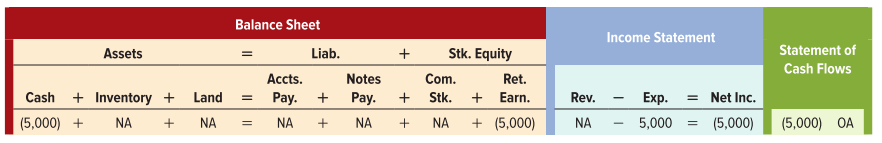 Balance Sheet
Income Statement
Statement of
Cash Flows
Assets = Liab. + Stk. Equity
Accts. Notes Com. Ret.
Cash + Inventory + Land = Pay. + Pay. + Stk. + Earn. Rev. − Exp. = Net Inc.
(5,000) + NA + NA = NA + NA + NA + (5,000) NA − 5,000 = (5,000) (5,000) OA